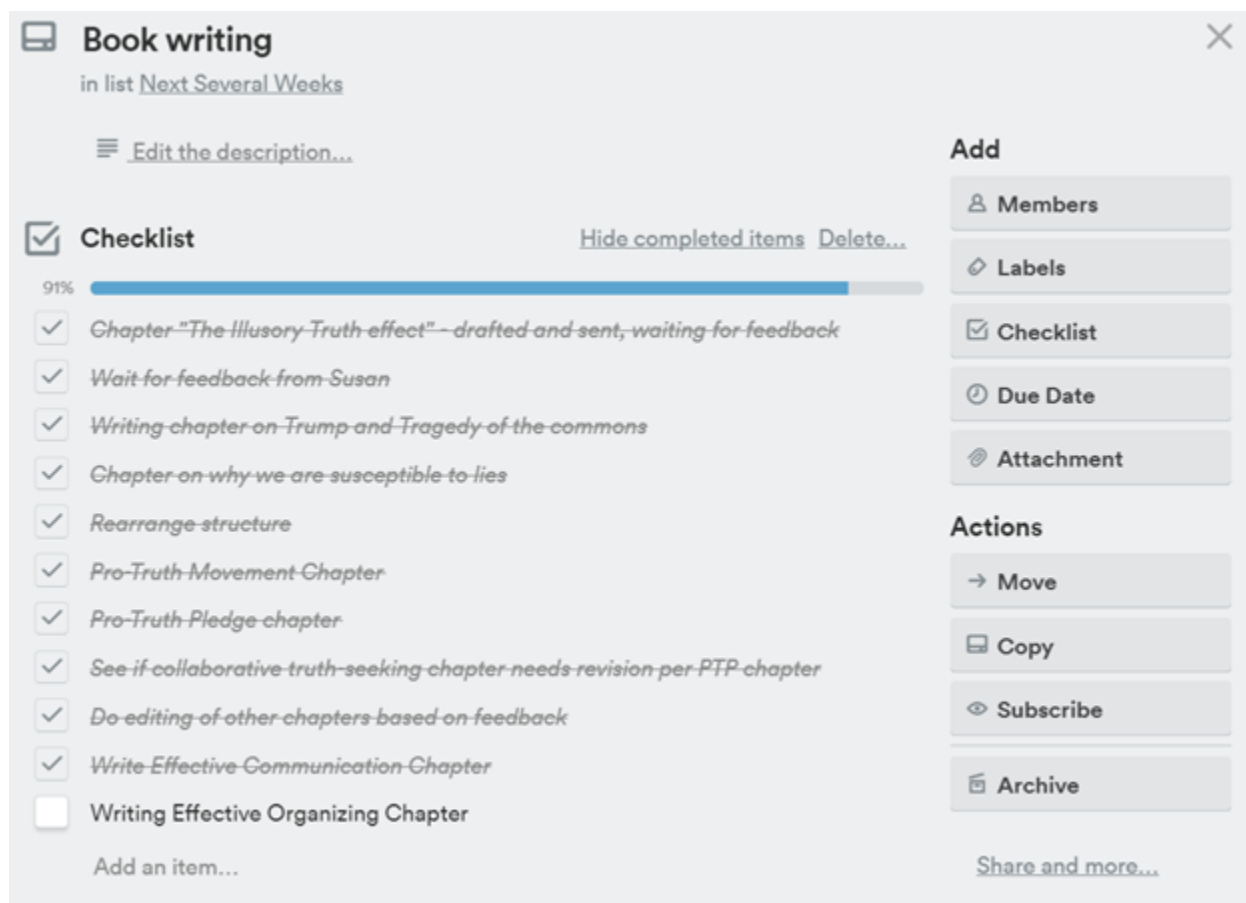 Book writing
in list Next Several Weeks
Edit the description...
Checklist
Hide completed items Delete...
91%
Chapter "The Illusory Truth effect" - drafted and sent, waiting for feedback
Wait for feedback from Susan
Writing chapter on Trump and Tragedy of the commons
Chapter on why we are susceptible to lies
Rearrange structure
Pro-Truth Movement Chapter
Pro-Truth Pledge chapter
See if collaborative truth-seeking chapter needs revision per PTP chapter
Do editing of other chapters based on feedback
Write Effective Communication Chapter
Writing Effective Organizing Chapter
Add an item...
Add
Members
Labels
Checklist
Due Date
Attachment
Actions
Move
Copy
Subscribe
Archive
Share and more...